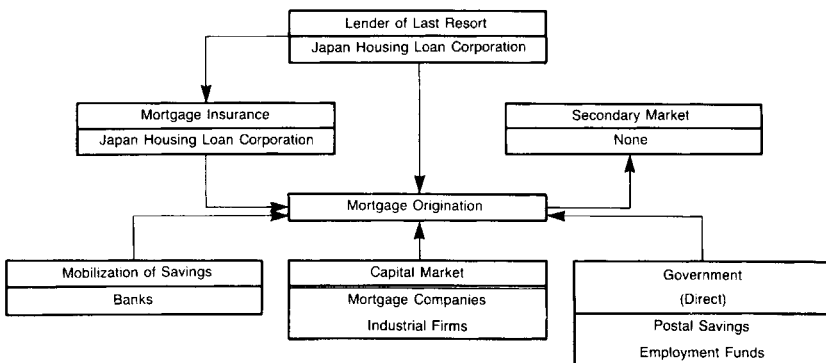 Lender of Last Resort
Japan Housing Loan Corporation
Mortgage Insurance
Japan Housing Loan Corporation
Secondary Market
None
Mortgage Origination
Mobilization of Savings
Banks
Capital Market
Mortgage Companies
Industrial Firms
Government
(Direct)
Postal Savings
Employment Funds